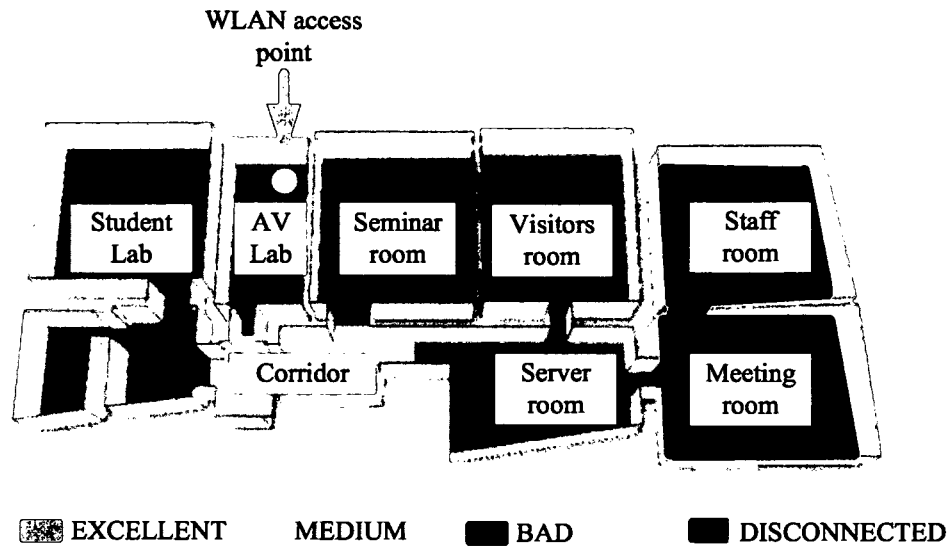 WLAN access
point
Student
Lab
AV
Lab
Seminar
room
Visitors
room
Staff
room
Corridor
Server
room
Meeting
room
EXCELLENT
MEDIUM
BAD
DISCONNECTED